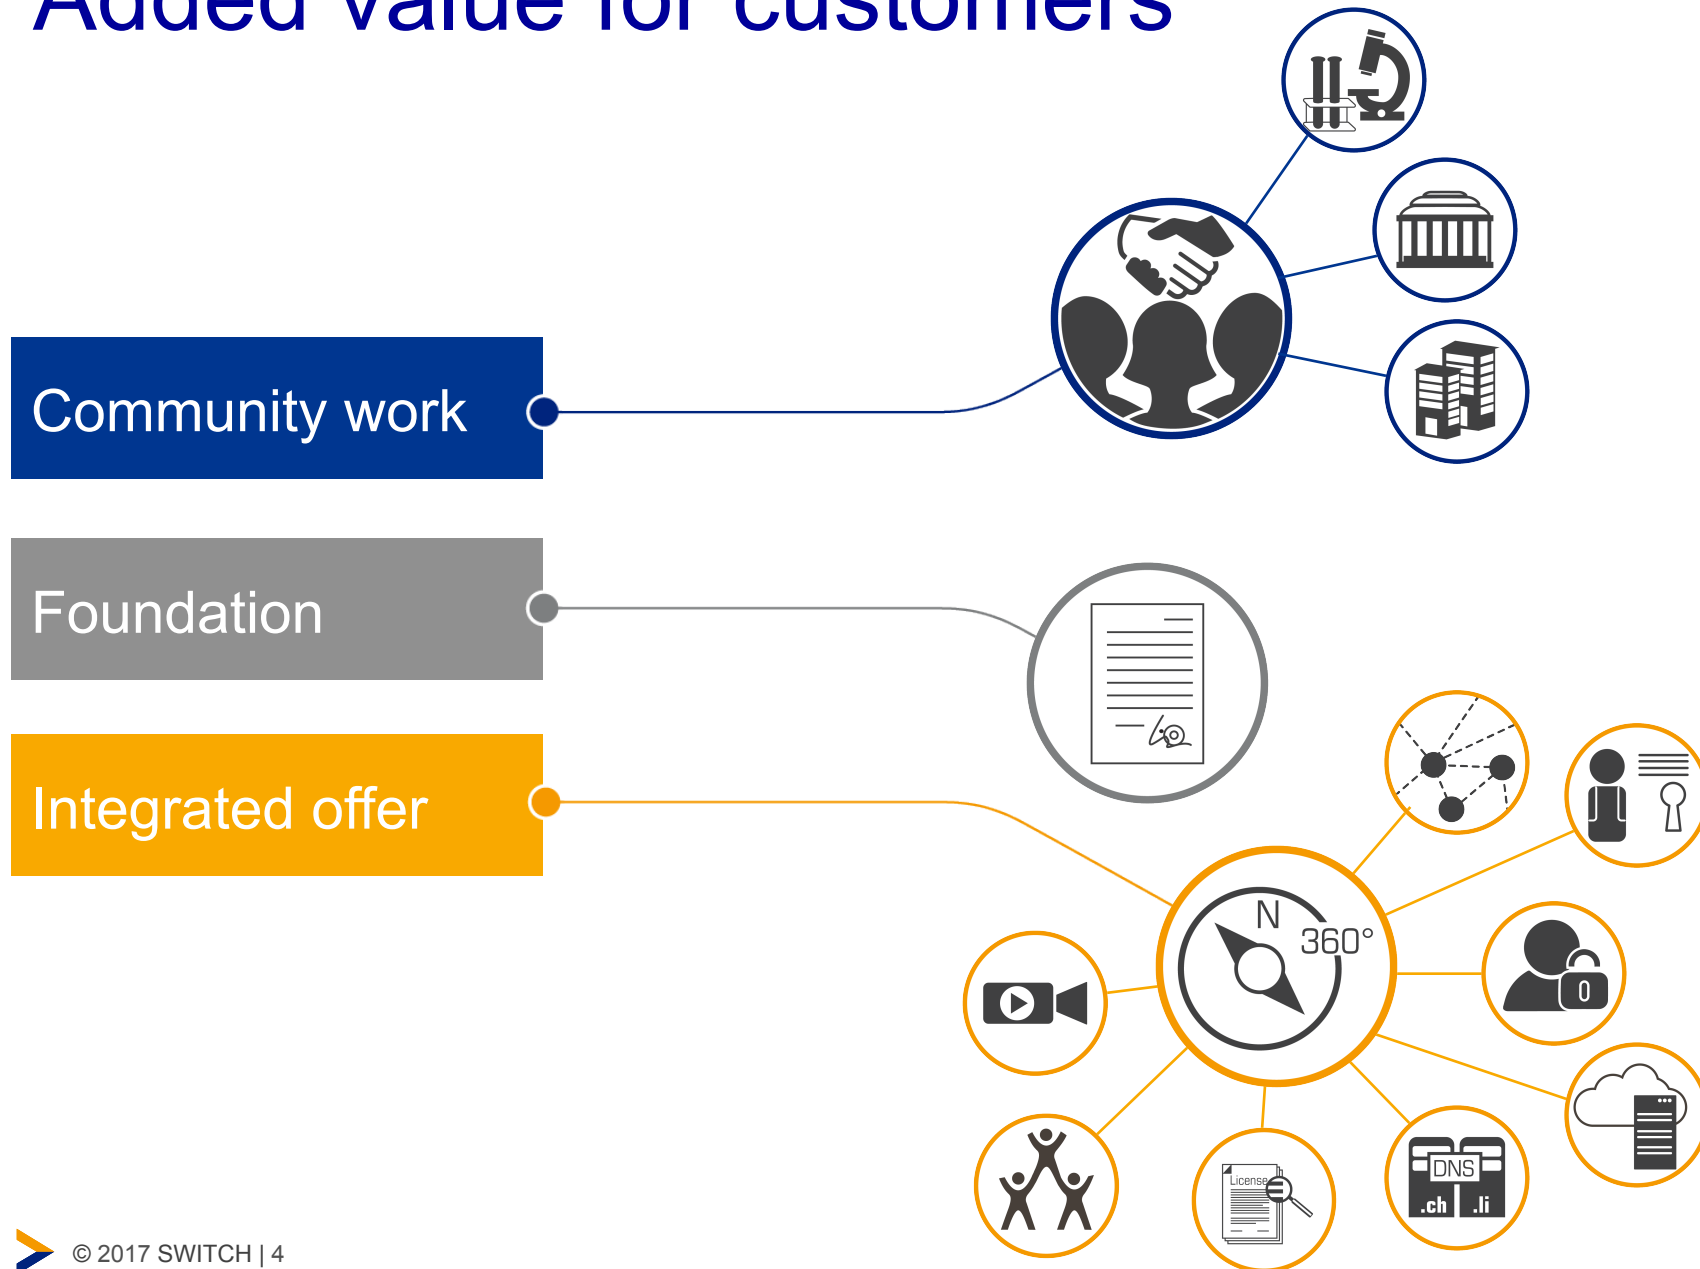 Added value for customers
Community work
Foundation
Integrated offer
N
360°
License
DNS
.ch .li
© 2017 SWITCH | 4